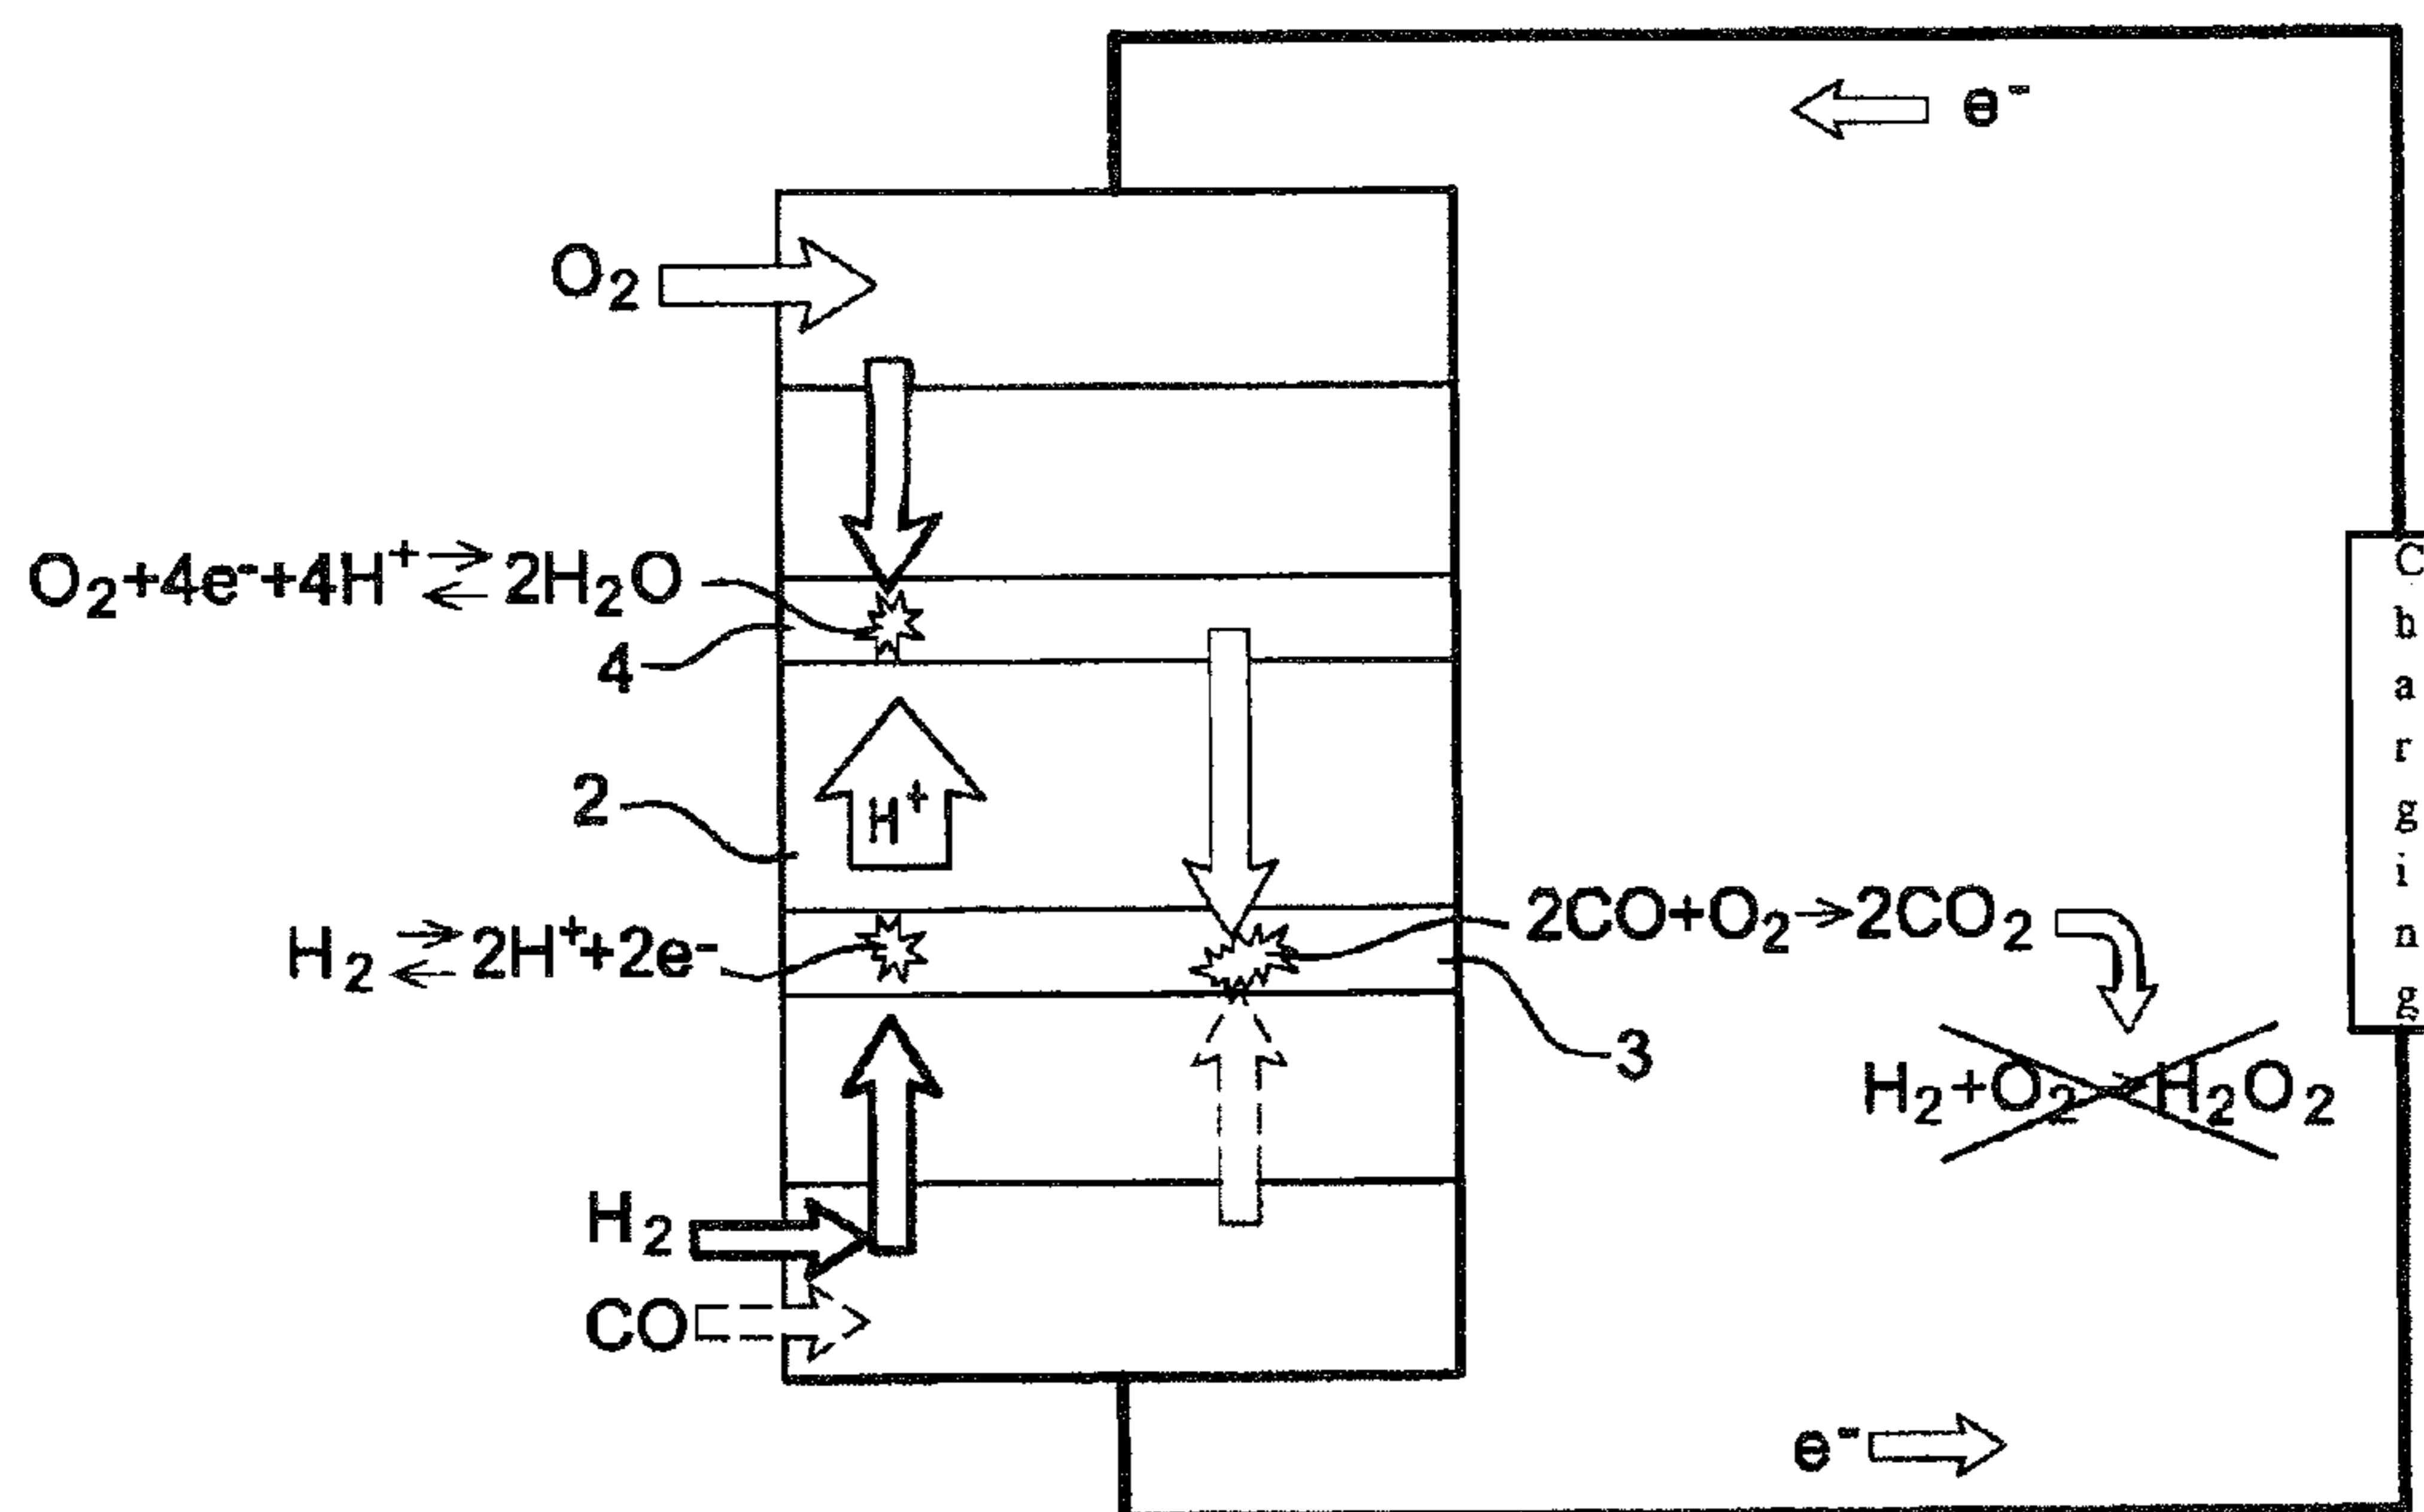 e⁻
O₂
O₂+4e⁻+4H⁺ ⇄ 2H₂O
4
2
H⁺
H₂ ⇄ 2H⁺+2e⁻
2CO+O₂→2CO₂
3
H₂+O₂→H₂O₂
H₂
CO
e⁻
Charging